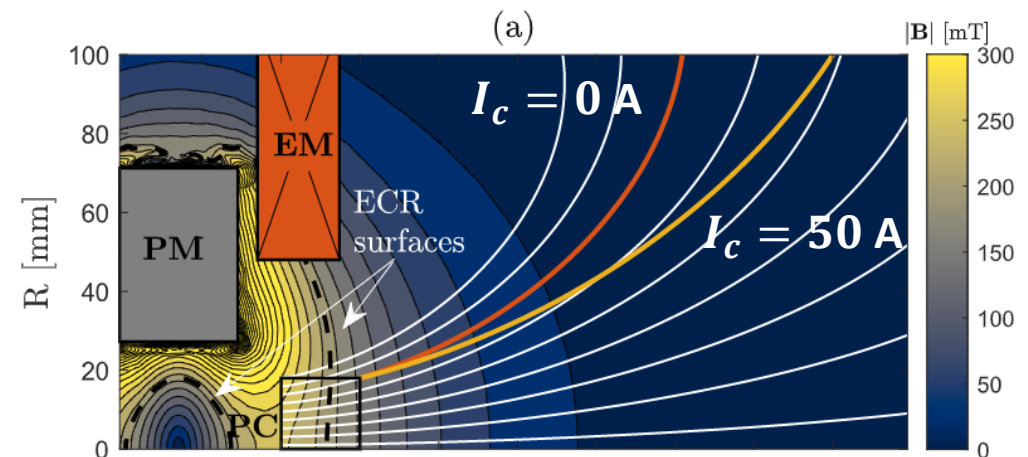 (a)
|B| [mT]
100
80
60
40
20
0
R [mm]
PM
EM
PC
ECR
surfaces
I_c = 0 A
I_c = 50 A
300
250
200
150
100
50
0